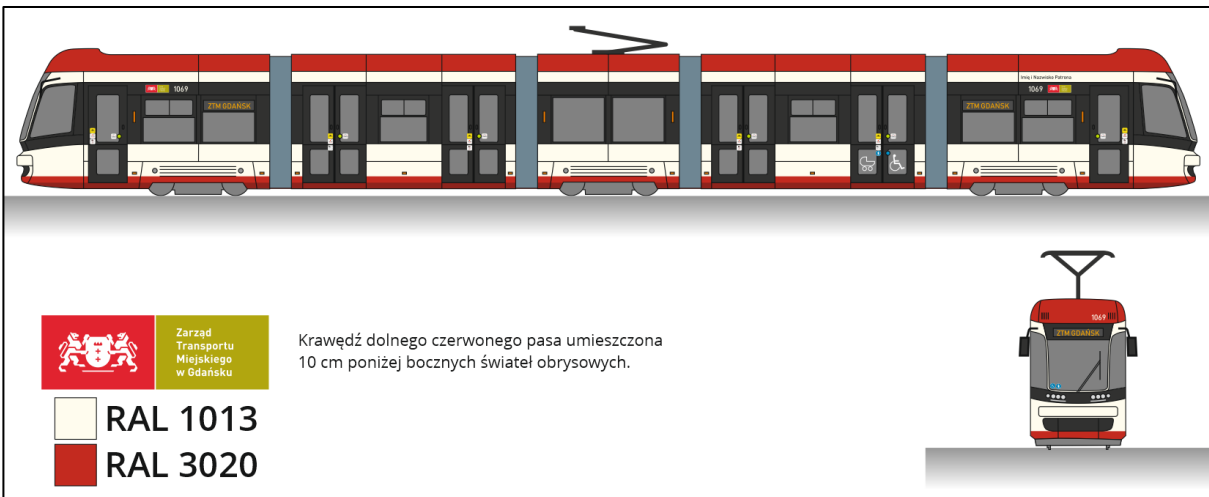 Imię i Nazwisko Patrona
1069
1069
ZTM GDAŃSK
ZTM GDAŃSK
1069
ZTM GDAŃSK
Zarząd
Transportu
Miejskiego
w Gdańsku
Krawędź dolnego czerwonego pasa umieszczona
10 cm poniżej bocznych świateł obrysowych.
RAL 1013
RAL 3020